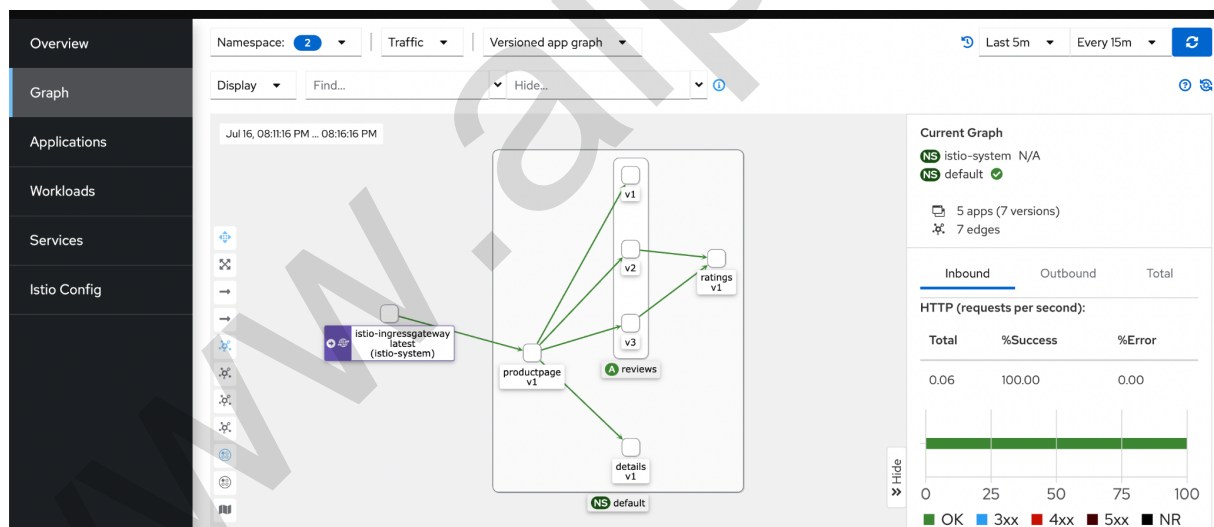 Overview
Graph
Applications
Workloads
Services
Istio Config
Namespace: 2
Traffic
Versioned app graph
Last 5m
Every 15m
Display
Find...
Hide...
Jul 16, 08:11:16 PM ... 08:16:16 PM
v1
v2
v3
A reviews
ratings
v1
istio-ingressgateway
latest
(istio-system)
productpage
v1
details
v1
NS default
Hide
Current Graph
NS istio-system N/A
NS default
5 apps (7 versions)
7 edges
Inbound Outbound Total
HTTP (requests per second):
Total %Success %Error
0.06 100.00 0.00
0 25 50 75 100
OK 3xx 4xx 5xx NR